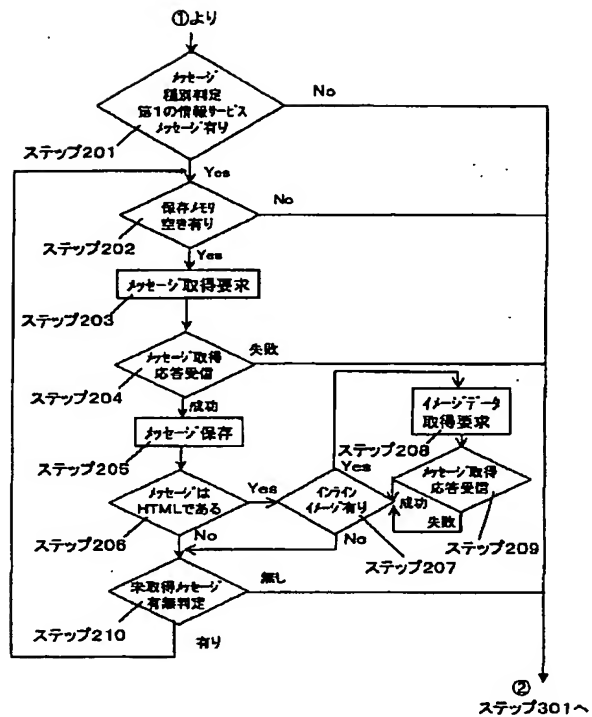 ①より
メッセージ
種別判定
第1の情報サービス
メッセージ有り
No
ステップ201
Yes
保存メモリ
空き有り
No
ステップ202
Yes
メッセージ取得要求
ステップ203
メッセージ取得
応答受信
失敗
ステップ204
成功
メッセージ保存
ステップ205
イメージデータ
取得要求
ステップ208
メッセージは
HTMLである
Yes
インライン
イメージ有り
Yes
メッセージ取得
応答受信
成功
失敗
ステップ206
No
No
ステップ207
ステップ209
未取得メッセージ
有無判定
無し
ステップ210
有り
②
ステップ301へ